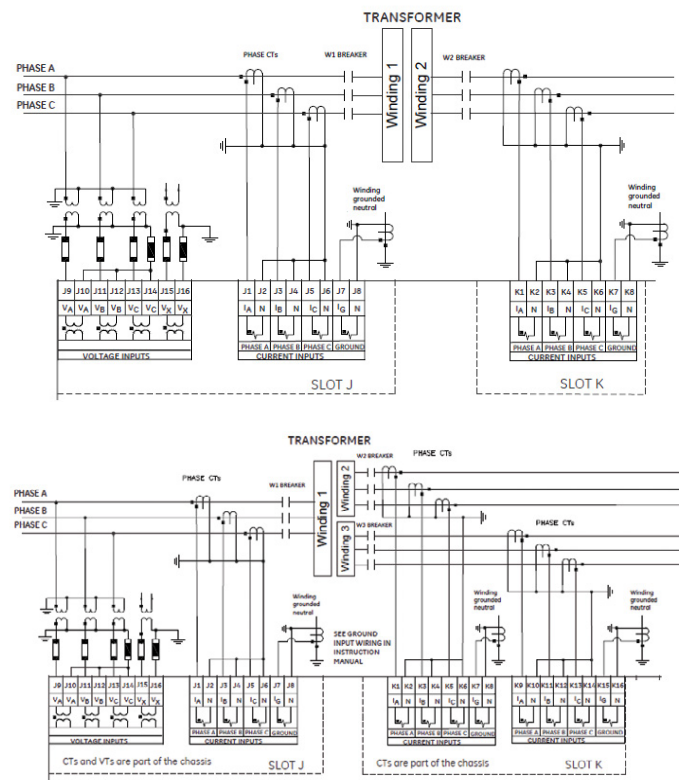 TRANSFORMER
PHASE CTs
W1 BREAKER
W2 BREAKER
PHASE A
PHASE B
PHASE C
Winding 1
Winding 2
Winding grounded neutral
Winding grounded neutral
J9 J10 J11 J12 J13 J14 J15 J16
VA VA VB VB VC VC VX VX
VOLTAGE INPUTS
J1 J2 J3 J4 J5 J6 J7 J8
IA N IB N IC N IG N
PHASE A PHASE B PHASE C GROUND
CURRENT INPUTS
SLOT J
K1 K2 K3 K4 K5 K6 K7 K8
IA N IB N IC N IG N
PHASE A PHASE B PHASE C GROUND
CURRENT INPUTS
SLOT K
TRANSFORMER
PHASE CTs
W1 BREAKER
W2 BREAKER
PHASE CTs
PHASE A
PHASE B
PHASE C
Winding 1
Winding 2
Winding 3
W3 BREAKER
PHASE CTs
Winding grounded neutral
SEE GROUND
INPUT WIRING IN
INSTRUCTION
MANUAL
Winding grounded neutral
Winding grounded neutral
J9 J10 J11 J12 J13 J14 J15 J16
VA VA VB VB VC VC VX VX
VOLTAGE INPUTS
J1 J2 J3 J4 J5 J6 J7 J8
IA N IB N IC N IG N
PHASE A PHASE B PHASE C GROUND
CURRENT INPUTS
CTs and VTs are part of the chassis
SLOT J
K1 K2 K3 K4 K5 K6 K7 K8
IA N IB N IC N IG N
PHASE A PHASE B PHASE C GROUND
CURRENT INPUTS
K9 K10 K11 K12 K13 K14 K15 K16
IA N IB N IC N IG N
PHASE A PHASE B PHASE C GROUND
CURRENT INPUTS
CTs are part of the chassis
SLOT K